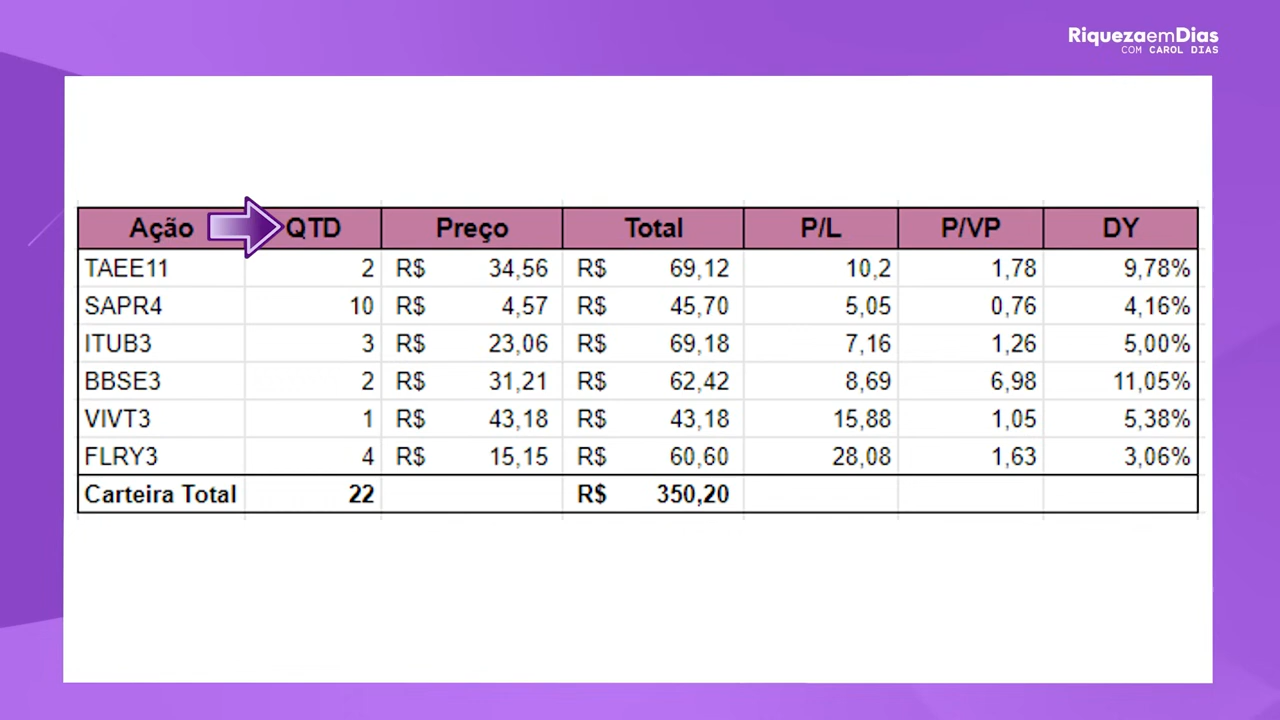 RiquezaemDias
COM CAROL DIAS
Ação QTD Preço Total P/L P/VP DY
TAEE11 2 R$ 34,56 R$ 69,12 10,2 1,78 9,78%
SAPR4 10 R$ 4,57 R$ 45,70 5,05 0,76 4,16%
ITUB3 3 R$ 23,06 R$ 69,18 7,16 1,26 5,00%
BBSE3 2 R$ 31,21 R$ 62,42 8,69 6,98 11,05%
VIVT3 1 R$ 43,18 R$ 43,18 15,88 1,05 5,38%
FLRY3 4 R$ 15,15 R$ 60,60 28,08 1,63 3,06%
Carteira Total 22 R$ 350,20